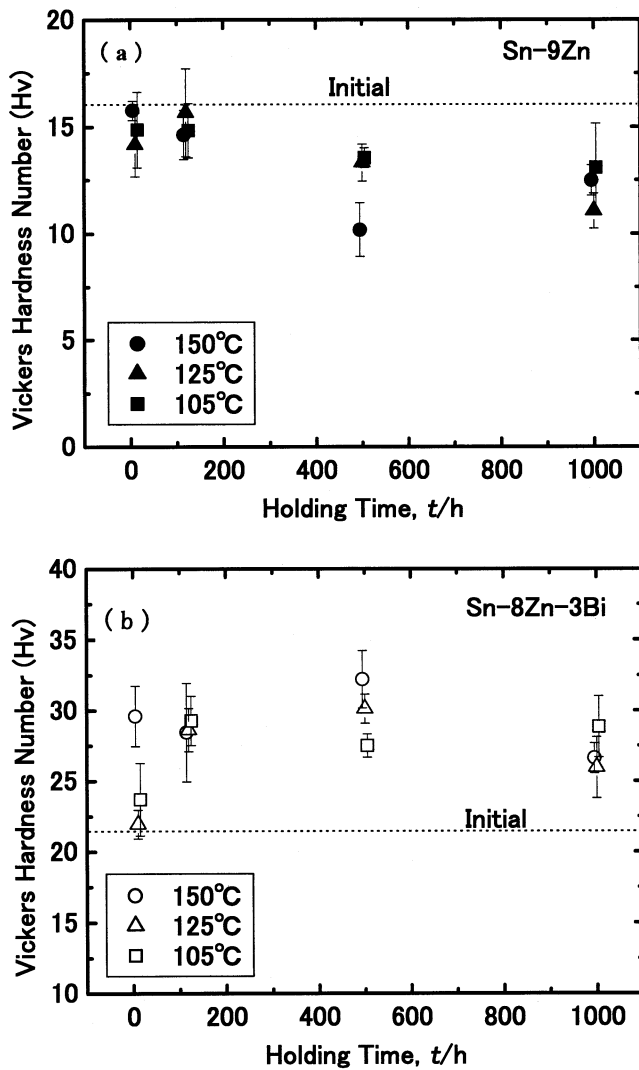 20
( a )
Sn-9Zn
Initial
15
10
5
0
Vickers Hardness Number (Hv)
150°C
125°C
105°C
0 200 400 600 800 1000
Holding Time, t/h
40
( b )
Sn-8Zn-3Bi
35
30
25
Initial
20
15
10
Vickers Hardness Number (Hv)
150°C
125°C
105°C
0 200 400 600 800 1000
Holding Time, t/h